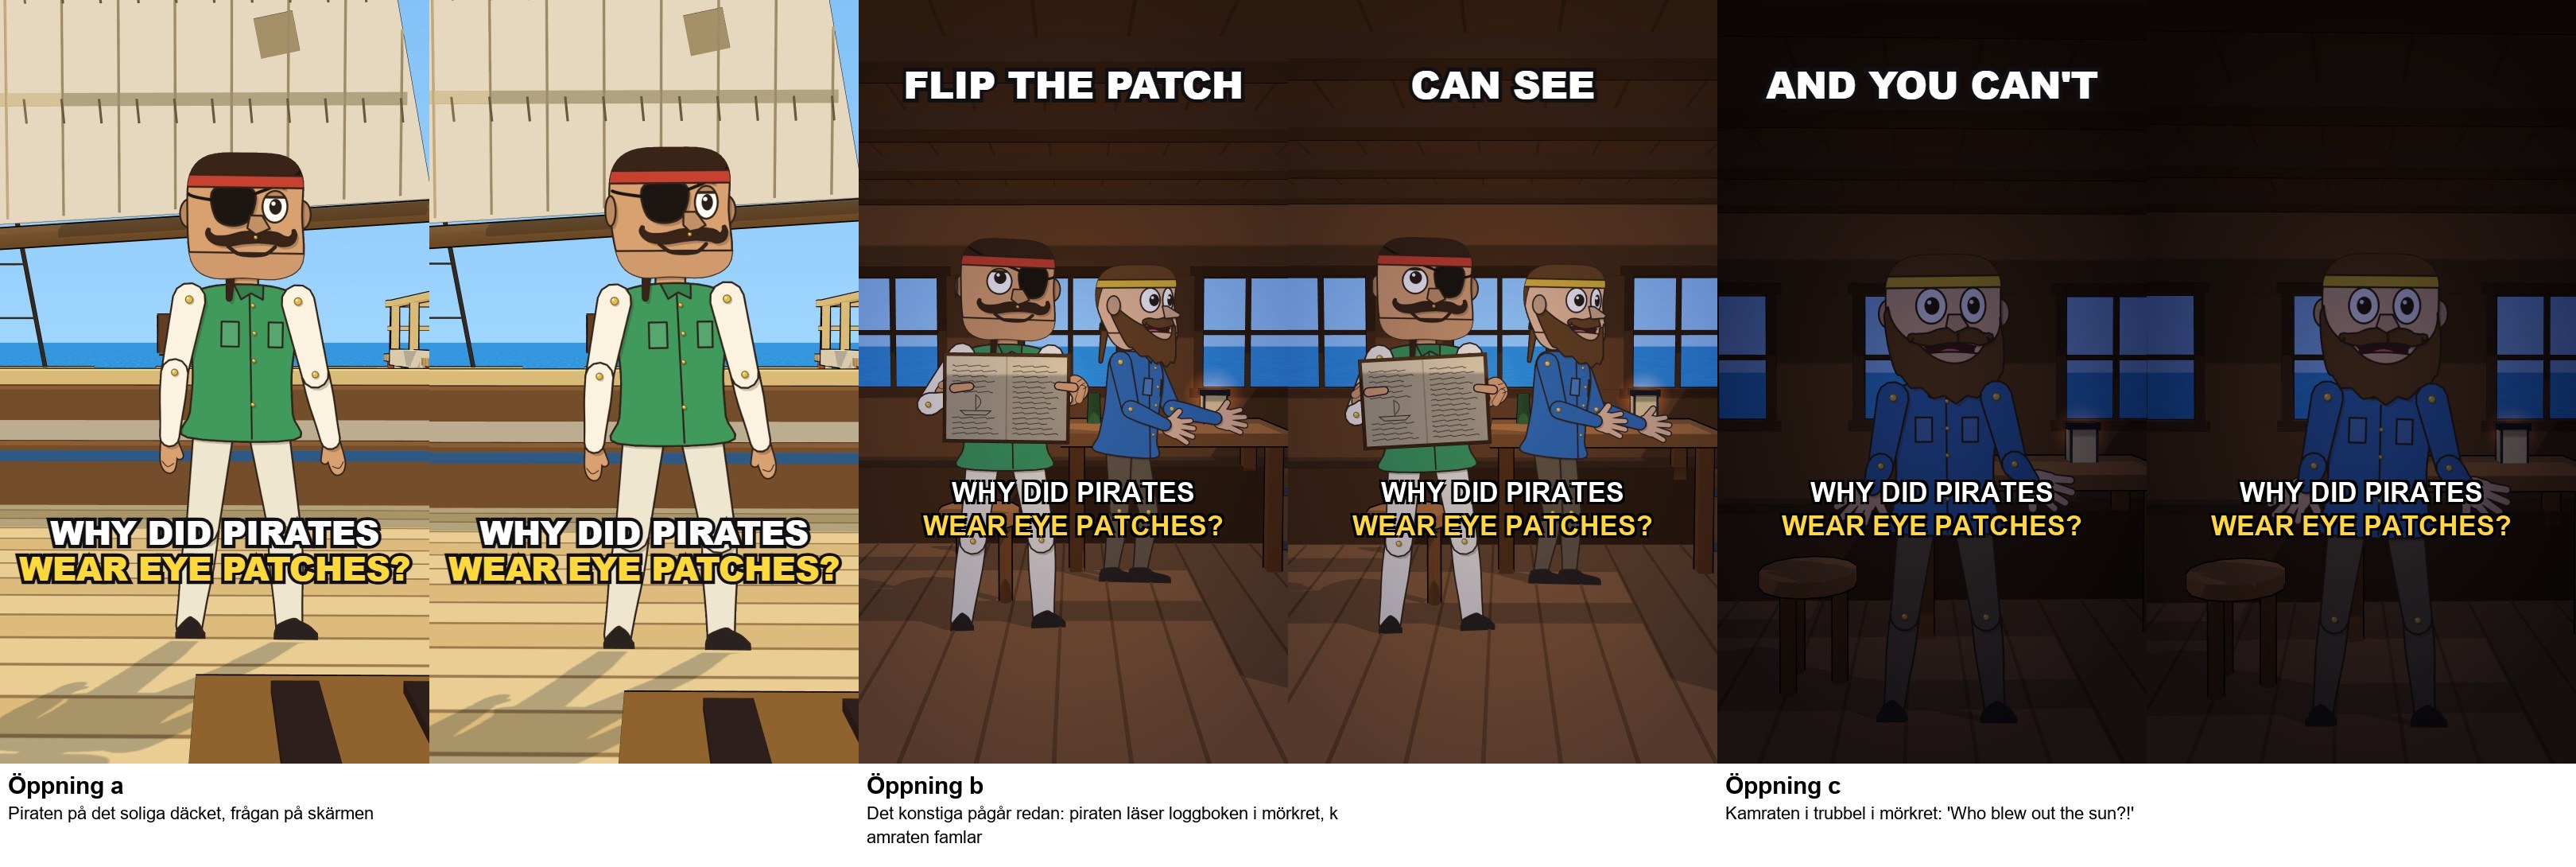 WHY DID PIRATES
WEAR EYE PATCHES?
WHY DID PIRATES
WEAR EYE PATCHES?
FLIP THE PATCH
WHY DID PIRATES
WEAR EYE PATCHES?
CAN SEE
WHY DID PIRATES
WEAR EYE PATCHES?
AND YOU CAN'T
WHY DID PIRATES
WEAR EYE PATCHES?
WHY DID PIRATES
WEAR EYE PATCHES?
Öppning a
Piraten på det soliga däcket, frågan på skärmen
Öppning b
Det konstiga pågår redan: piraten läser loggboken i mörkret, k
amraten famlar
Öppning c
Kamraten i trubbel i mörkret: 'Who blew out the sun?!'